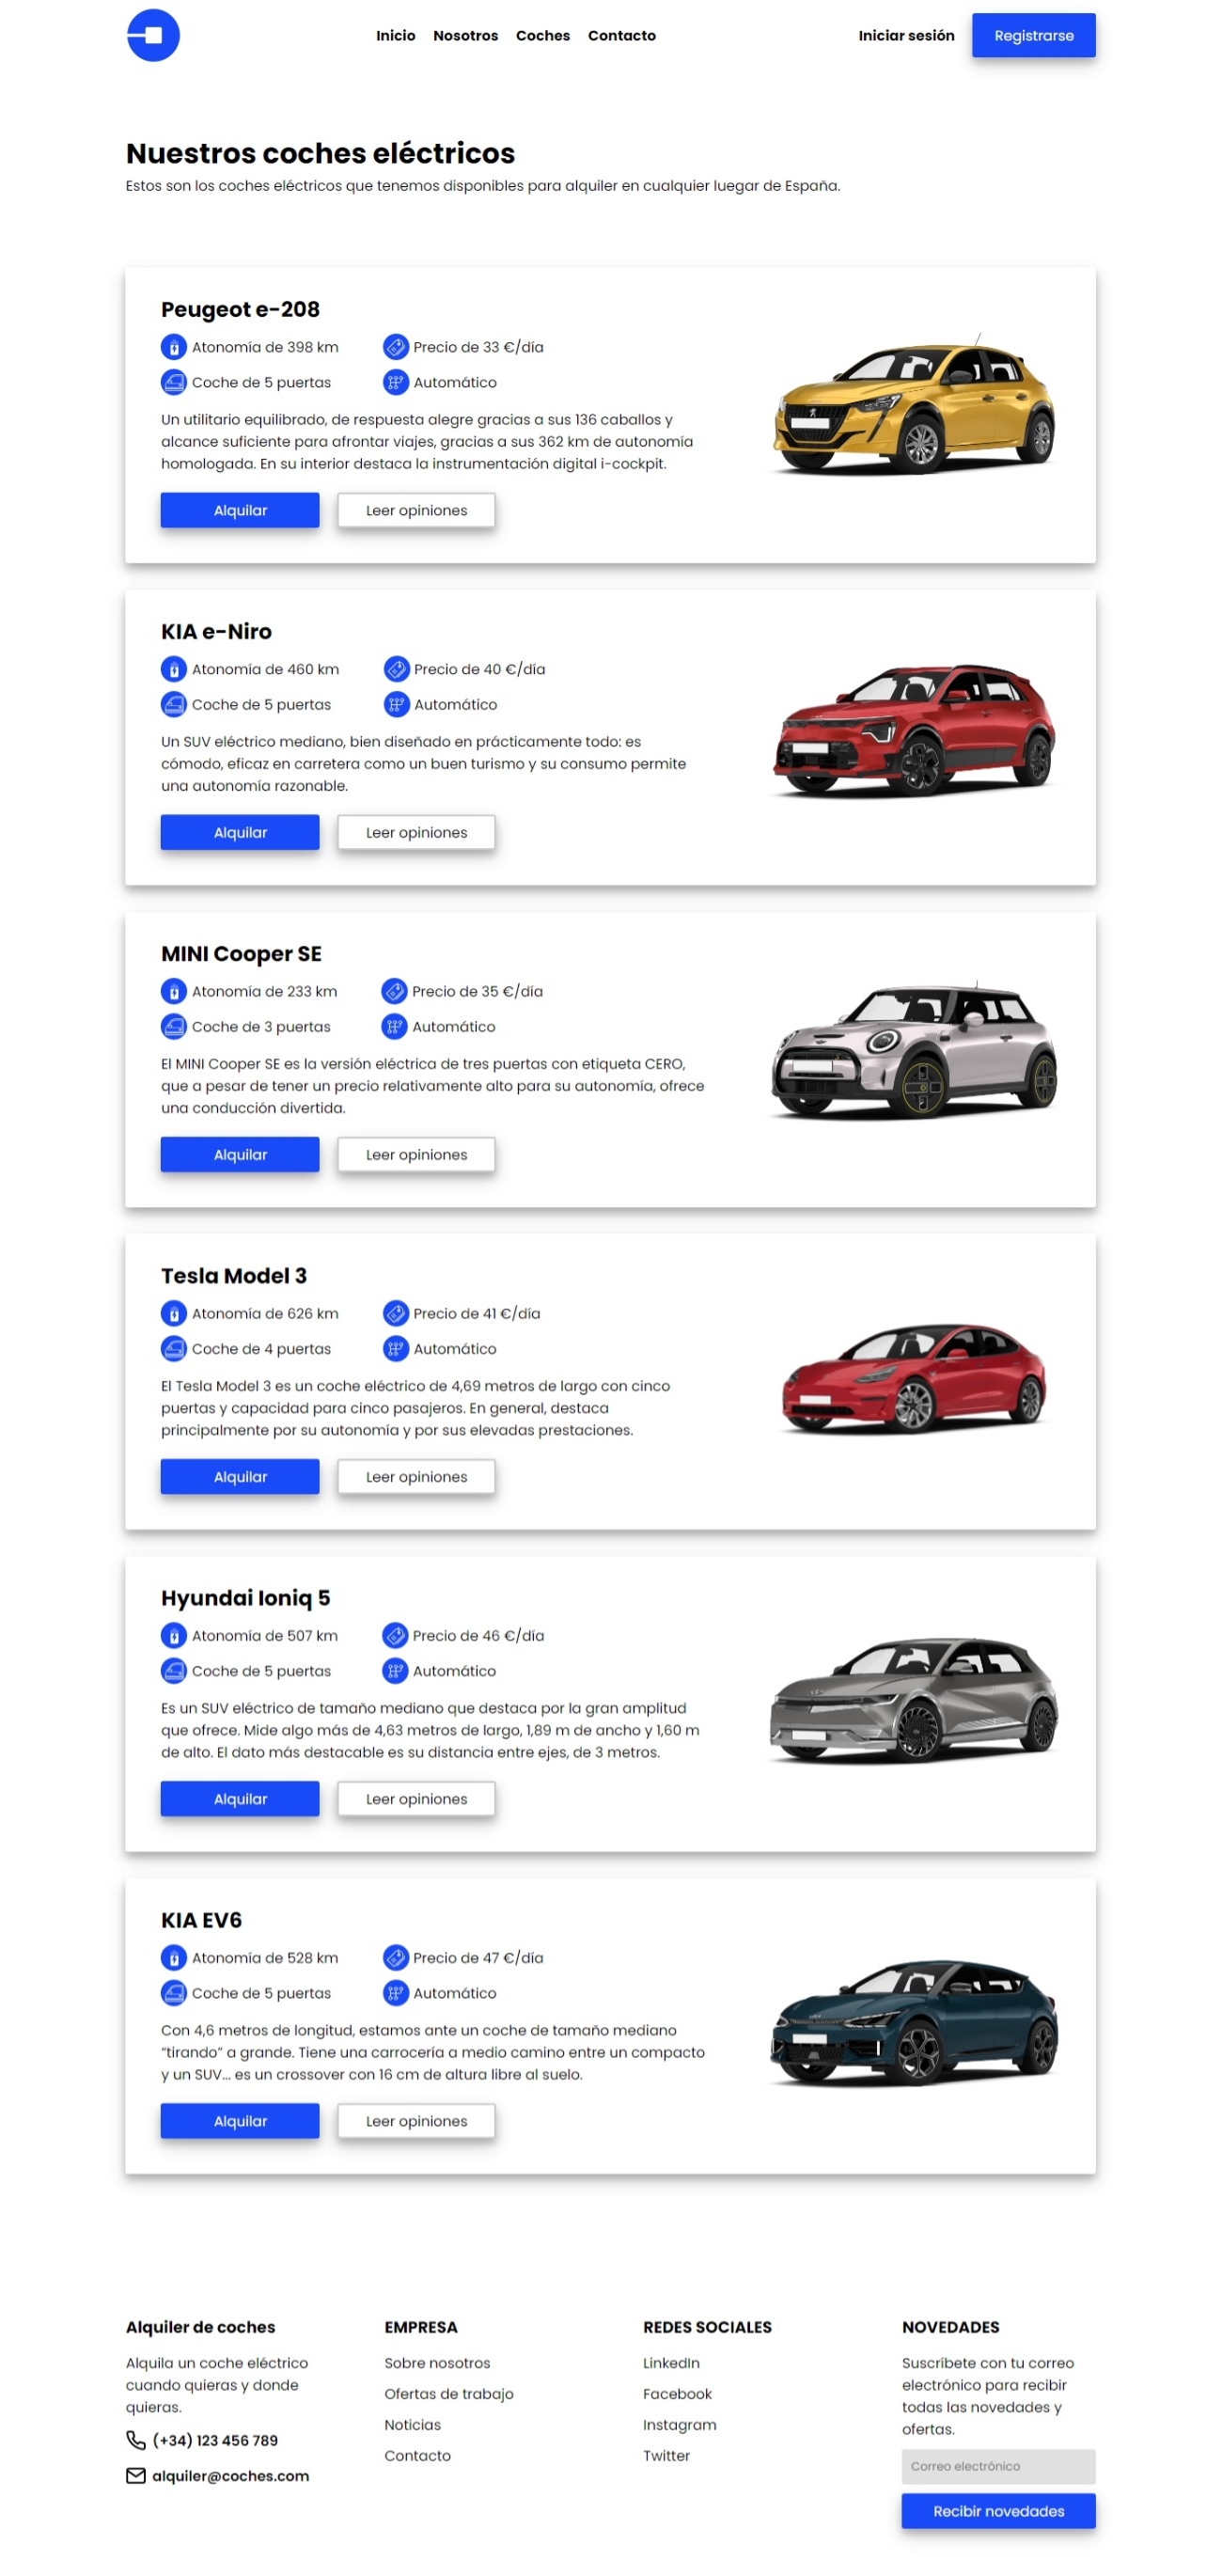 Inicio Nosotros Coches Contacto Iniciar sesión Registrarse
Nuestros coches eléctricos
Estos son los coches eléctricos que tenemos disponibles para alquiler en cualquier luegar de España.
Peugeot e-208
Atonomía de 398 km Precio de 33 €/día
Coche de 5 puertas Automático
Un utilitario equilibrado, de respuesta alegre gracias a sus 136 caballos y
alcance suficiente para afrontar viajes, gracias a sus 362 km de autonomía
homologada. En su interior destaca la instrumentación digital i-cockpit.
Alquilar Leer opiniones
KIA e-Niro
Atonomía de 460 km Precio de 40 €/día
Coche de 5 puertas Automático
Un SUV eléctrico mediano, bien diseñado en prácticamente todo: es
cómodo, eficaz en carretera como un buen turismo y su consumo permite
una autonomía razonable.
Alquilar Leer opiniones
MINI Cooper SE
Atonomía de 233 km Precio de 35 €/día
Coche de 3 puertas Automático
El MINI Cooper SE es la versión eléctrica de tres puertas con etiqueta CERO,
que a pesar de tener un precio relativamente alto para su autonomía, ofrece
una conducción divertida.
Alquilar Leer opiniones
Tesla Model 3
Atonomía de 626 km Precio de 41 €/día
Coche de 4 puertas Automático
El Tesla Model 3 es un coche eléctrico de 4,69 metros de largo con cinco
puertas y capacidad para cinco pasajeros. En general, destaca
principalmente por su autonomía y por sus elevadas prestaciones.
Alquilar Leer opiniones
Hyundai Ioniq 5
Atonomía de 507 km Precio de 46 €/día
Coche de 5 puertas Automático
Es un SUV eléctrico de tamaño mediano que destaca por la gran amplitud
que ofrece. Mide algo más de 4,63 metros de largo, 1,89 m de ancho y 1,60 m
de alto. El dato más destacable es su distancia entre ejes, de 3 metros.
Alquilar Leer opiniones
KIA EV6
Atonomía de 528 km Precio de 47 €/día
Coche de 5 puertas Automático
Con 4,6 metros de longitud, estamos ante un coche de tamaño mediano
“tirando” a grande. Tiene una carrocería a medio camino entre un compacto
y un SUV... es un crossover con 16 cm de altura libre al suelo.
Alquilar Leer opiniones
Alquiler de coches
Alquila un coche eléctrico
cuando quieras y donde
quieras.
(+34) 123 456 789
alquiler@coches.com
EMPRESA
Sobre nosotros
Ofertas de trabajo
Noticias
Contacto
REDES SOCIALES
LinkedIn
Facebook
Instagram
Twitter
NOVEDADES
Suscríbete con tu correo
electrónico para recibir
todas las novedades y
ofertas.
Correo electrónico
Recibir novedades